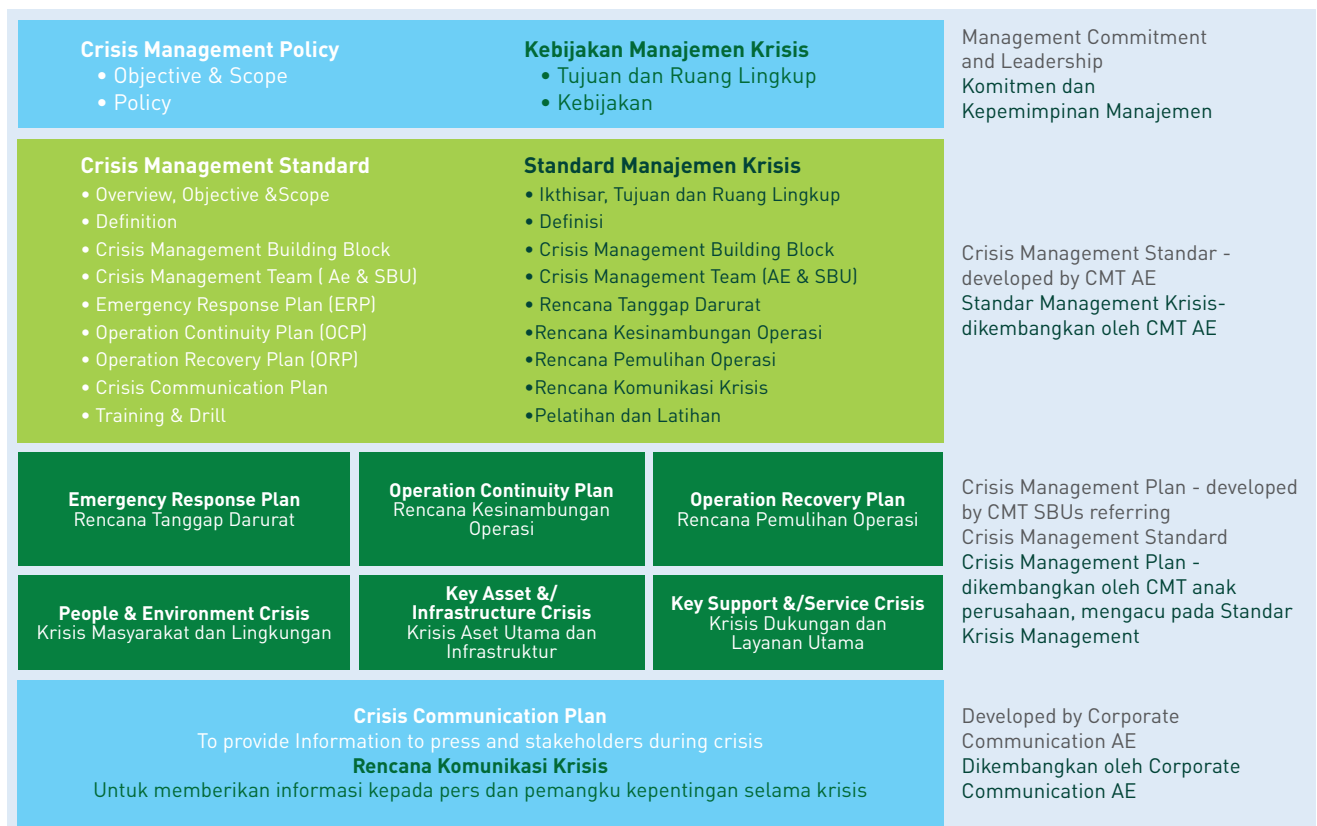 Crisis Management Policy
• Objective & Scope
• Policy
Kebijakan Manajemen Krisis
• Tujuan dan Ruang Lingkup
• Kebijakan
Management Commitment
and Leadership
Komitmen dan
Kepemimpinan Manajemen
Crisis Management Standard
• Overview, Objective &Scope
• Definition
• Crisis Management Building Block
• Crisis Management Team ( Ae & SBU)
• Emergency Response Plan (ERP)
• Operation Continuity Plan (OCP)
• Operation Recovery Plan (ORP)
• Crisis Communication Plan
• Training & Drill
Standard Manajemen Krisis
• Ikthisar, Tujuan dan Ruang Lingkup
• Definisi
• Crisis Management Building Block
• Crisis Management Team (AE & SBU)
• Rencana Tanggap Darurat
•Rencana Kesinambungan Operasi
•Rencana Pemulihan Operasi
•Rencana Komunikasi Krisis
•Pelatihan dan Latihan
Crisis Management Standar -
developed by CMT AE
Standar Management Krisis-
dikembangkan oleh CMT AE
Emergency Response Plan
Rencana Tanggap Darurat
Operation Continuity Plan
Rencana Kesinambungan
Operasi
Operation Recovery Plan
Rencana Pemulihan Operasi
People & Environment Crisis
Krisis Masyarakat dan Lingkungan
Key Asset &/
Infrastructure Crisis
Krisis Aset Utama dan
Infrastruktur
Key Support &/Service Crisis
Krisis Dukungan dan
Layanan Utama
Crisis Management Plan - developed
by CMT SBUs referring
Crisis Management Standard
Crisis Management Plan -
dikembangkan oleh CMT anak
perusahaan, mengacu pada Standar
Krisis Management
Crisis Communication Plan
To provide Information to press and stakeholders during crisis
Rencana Komunikasi Krisis
Untuk memberikan informasi kepada pers dan pemangku kepentingan selama krisis
Developed by Corporate
Communication AE
Dikembangkan oleh Corporate
Communication AE